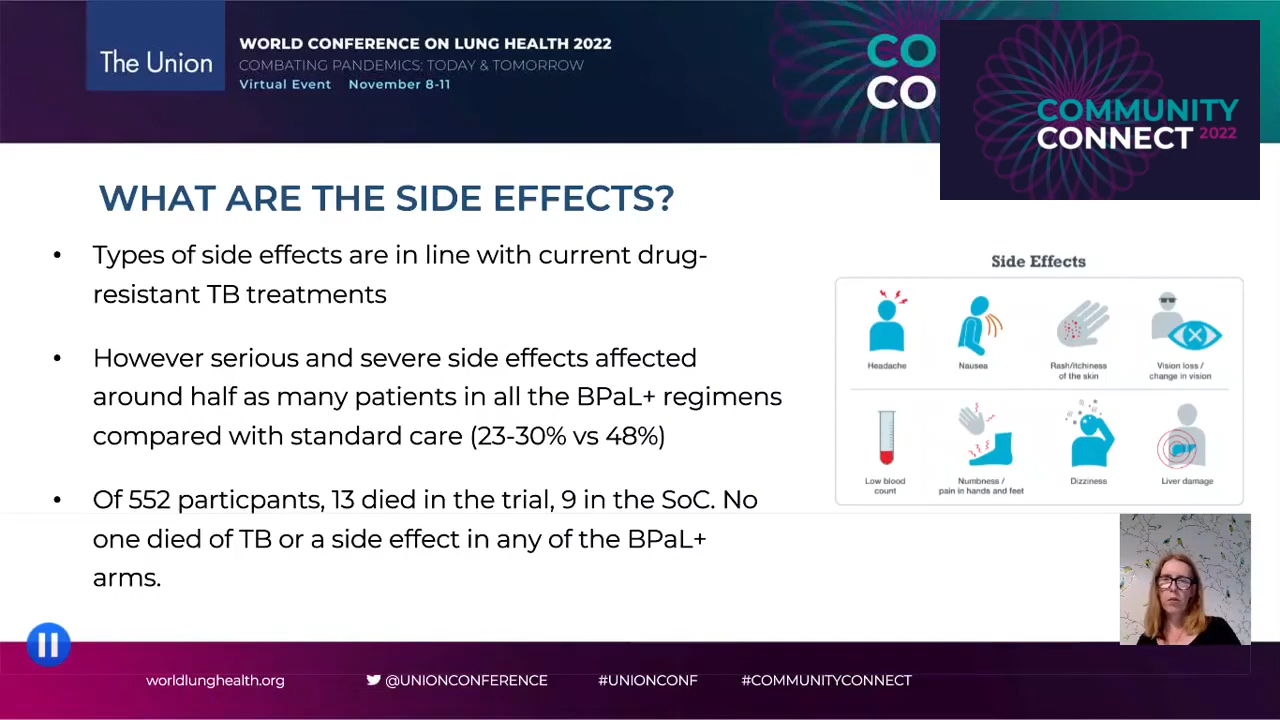 The Union
WORLD CONFERENCE ON LUNG HEALTH 2022
COMBATING PANDEMICS: TODAY & TOMORROW
Virtual Event November 8-11
CO
CO
COMMUNITY
CONNECT 2022
WHAT ARE THE SIDE EFFECTS?
• Types of side effects are in line with current drug-
resistant TB treatments
• However serious and severe side effects affected
around half as many patients in all the BPaL+ regimens
compared with standard care (23-30% vs 48%)
• Of 552 particpants, 13 died in the trial, 9 in the SoC. No
one died of TB or a side effect in any of the BPaL+
arms.
Side Effects
Headache
Nausea
Rash/itchiness
of the skin
Vision loss /
change in vision
Low blood
count
Numbness /
pain in hands and feet
Dizziness
Liver damage
worldlunghealth.org
@UNIONCONFERENCE
#UNIONCONF
#COMMUNITYCONNECT